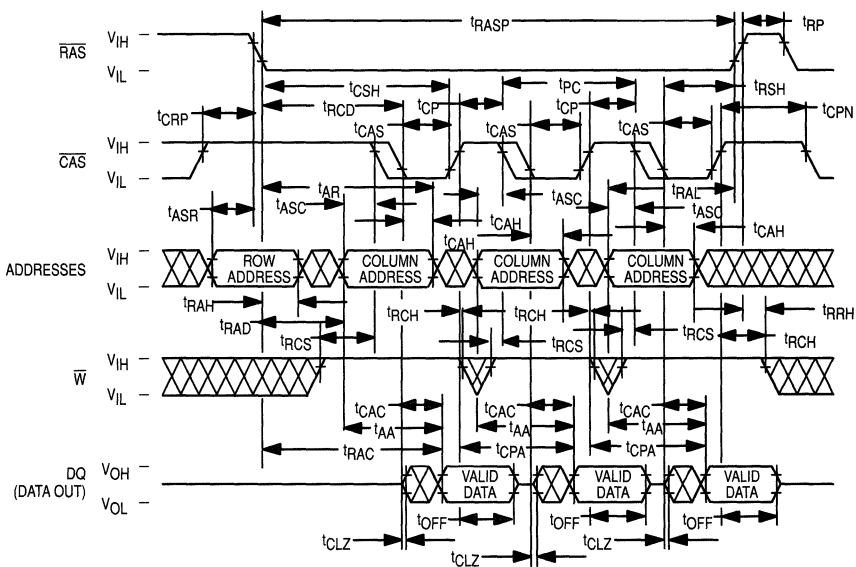 tRASP tRP
RAS VIH
VIL
tCSH tPC tRSH
tCRP tRCD tCP tCP tCPN
tCAS tCAS tCAS
CAS VIH
VIL
tASR tASC tAR tASC tRAL tASC
tCAH tCAH tCAH
ADDRESSES VIH
VIL
ROW ADDRESS
COLUMN ADDRESS
COLUMN ADDRESS
COLUMN ADDRESS
tRAH tRCH tRCH tRRH
tRAD tRCS tRCS tRCS tRCH
W VIH
VIL
tCAC tCAC tCAC
tAA tAA tAA
tRAC tCPA tCPA
DQ (DATA OUT) VOH
VOL
VALID DATA
VALID DATA
VALID DATA
tOFF tOFF tOFF
tCLZ tCLZ tCLZ